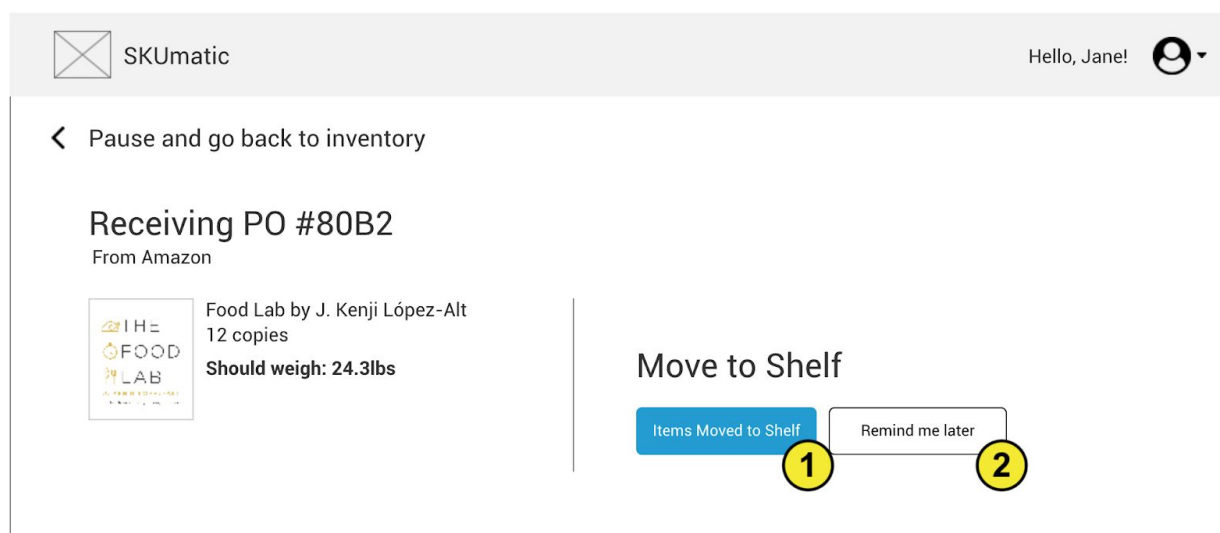 SKUmatic
Hello, Jane!
Pause and go back to inventory
Receiving PO #80B2
From Amazon
THE
FOOD
LAB
Food Lab by J. Kenji López-Alt
12 copies
Should weigh: 24.3lbs
Move to Shelf
Items Moved to Shelf
Remind me later
1
2